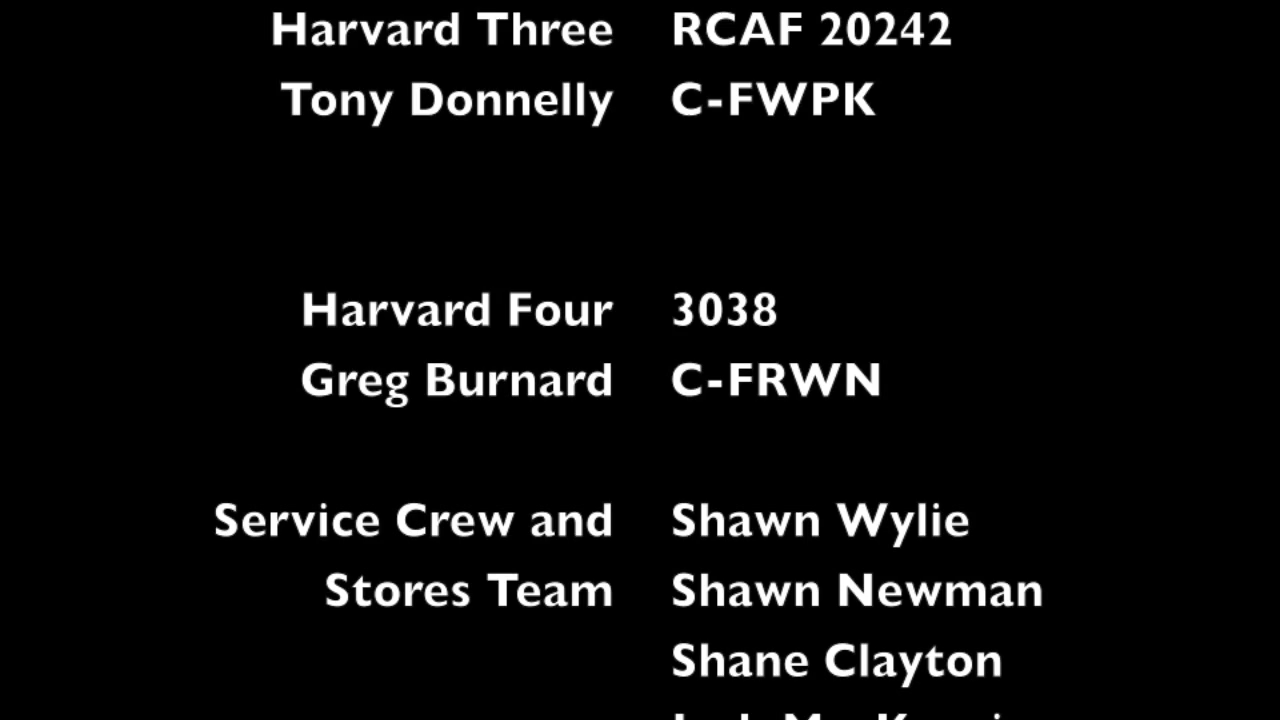 Harvard Three RCAF 20242
Tony Donnelly C-FWPK
Harvard Four 3038
Greg Burnard C-FRWN
Service Crew and Shawn Wylie
Stores Team Shawn Newman
Shane Clayton